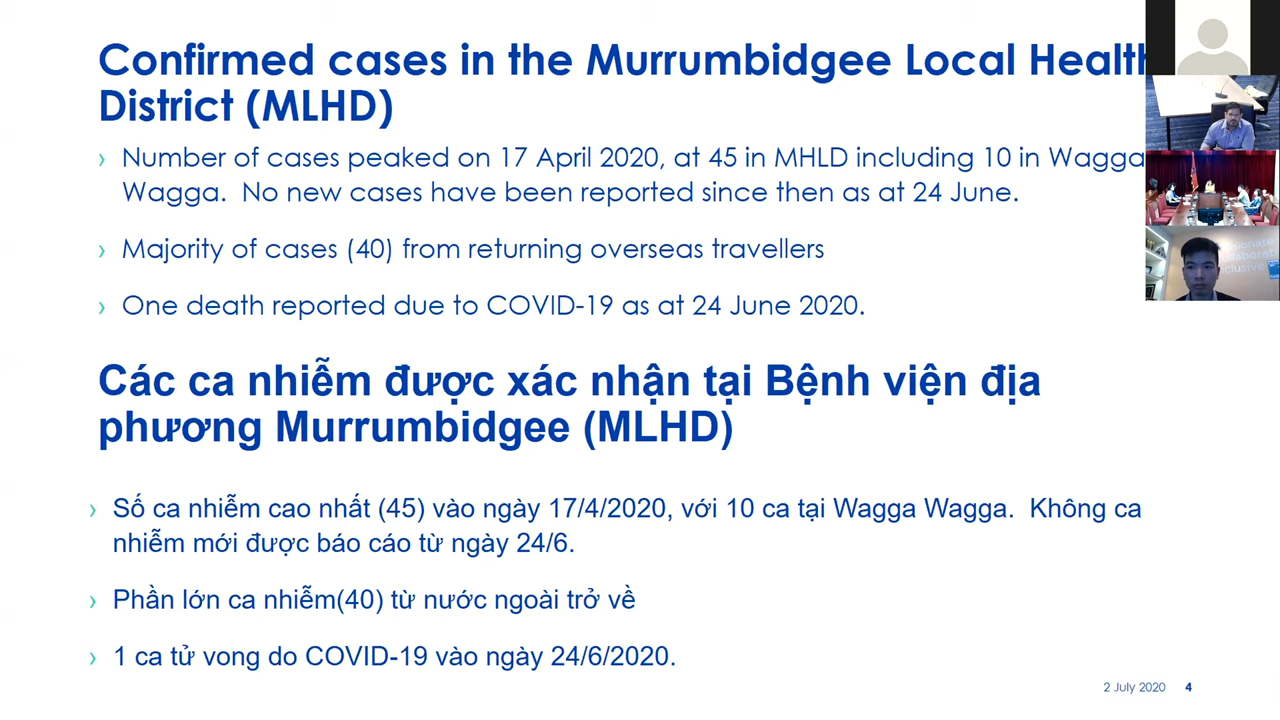 Confirmed cases in the Murrumbidgee Local Health
District (MLHD)
› Number of cases peaked on 17 April 2020, at 45 in MHLD including 10 in Wagga
Wagga. No new cases have been reported since then as at 24 June.
› Majority of cases (40) from returning overseas travellers
› One death reported due to COVID-19 as at 24 June 2020.
Các ca nhiễm được xác nhận tại Bệnh viện địa
phương Murrumbidgee (MLHD)
› Số ca nhiễm cao nhất (45) vào ngày 17/4/2020, với 10 ca tại Wagga Wagga. Không ca
nhiễm mới được báo cáo từ ngày 24/6.
› Phần lớn ca nhiễm(40) từ nước ngoài trở về
› 1 ca tử vong do COVID-19 vào ngày 24/6/2020.
2 July 2020 4